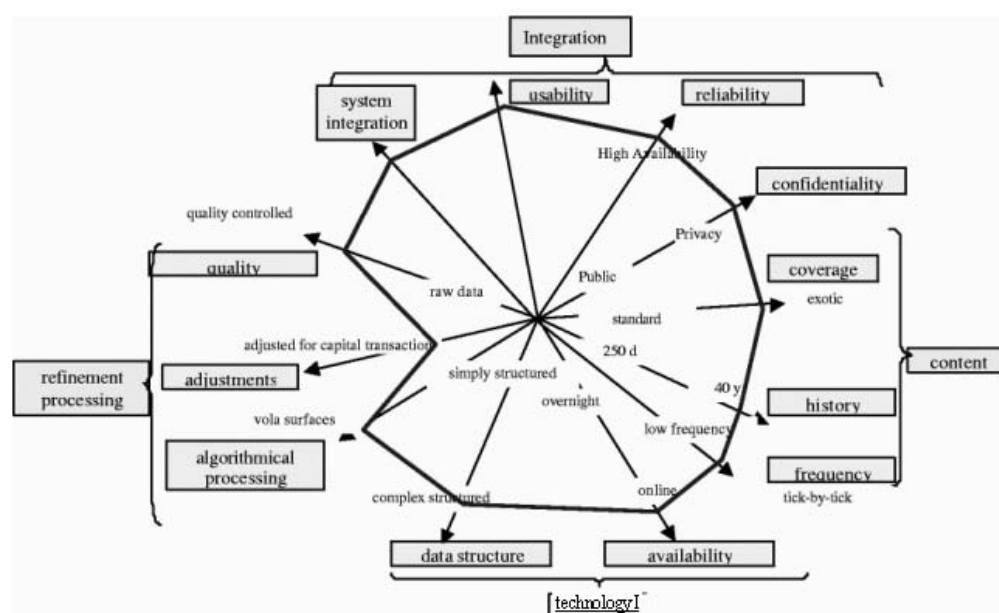 Integration
system
integration
usability
reliability
High Availability
confidentiality
quality controlled
Privacy
quality
Public
coverage
raw data
exotic
standard
adjusted for capital transaction
250 d
content
refinement
processing
adjustments
simply structured
40 y
overnight
history
vola surfaces
low frequency
algorithmical
processing
frequency
complex structured
online
tick-by-tick
data structure
availability
technologyI